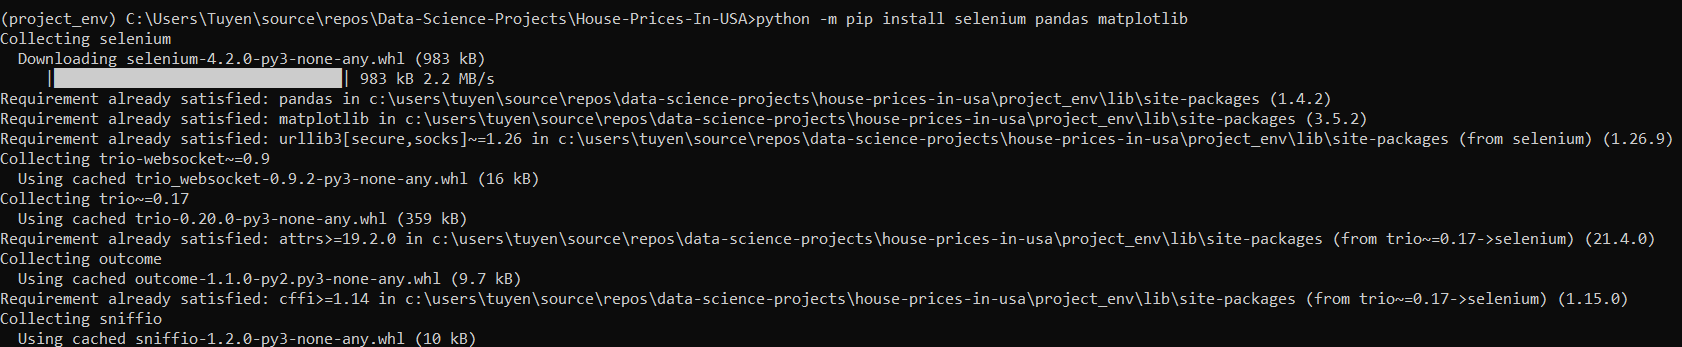 (project_env) C:\Users\Tuyen\source\repos\Data-Science-Projects\House-Prices-In-USA>python -m pip install selenium pandas matplotlib
Collecting selenium
  Downloading selenium-4.2.0-py3-none-any.whl (983 kB)
     |████████████████████████████████| 983 kB 2.2 MB/s
Requirement already satisfied: pandas in c:\users\tuyen\source\repos\data-science-projects\house-prices-in-usa\project_env\lib\site-packages (1.4.2)
Requirement already satisfied: matplotlib in c:\users\tuyen\source\repos\data-science-projects\house-prices-in-usa\project_env\lib\site-packages (3.5.2)
Requirement already satisfied: urllib3[secure,socks]~=1.26 in c:\users\tuyen\source\repos\data-science-projects\house-prices-in-usa\project_env\lib\site-packages (from selenium) (1.26.9)
Collecting trio-websocket~=0.9
  Using cached trio_websocket-0.9.2-py3-none-any.whl (16 kB)
Collecting trio~=0.17
  Using cached trio-0.20.0-py3-none-any.whl (359 kB)
Requirement already satisfied: attrs>=19.2.0 in c:\users\tuyen\source\repos\data-science-projects\house-prices-in-usa\project_env\lib\site-packages (from trio~=0.17->selenium) (21.4.0)
Collecting outcome
  Using cached outcome-1.1.0-py2.py3-none-any.whl (9.7 kB)
Requirement already satisfied: cffi>=1.14 in c:\users\tuyen\source\repos\data-science-projects\house-prices-in-usa\project_env\lib\site-packages (from trio~=0.17->selenium) (1.15.0)
Collecting sniffio
  Using cached sniffio-1.2.0-py3-none-any.whl (10 kB)